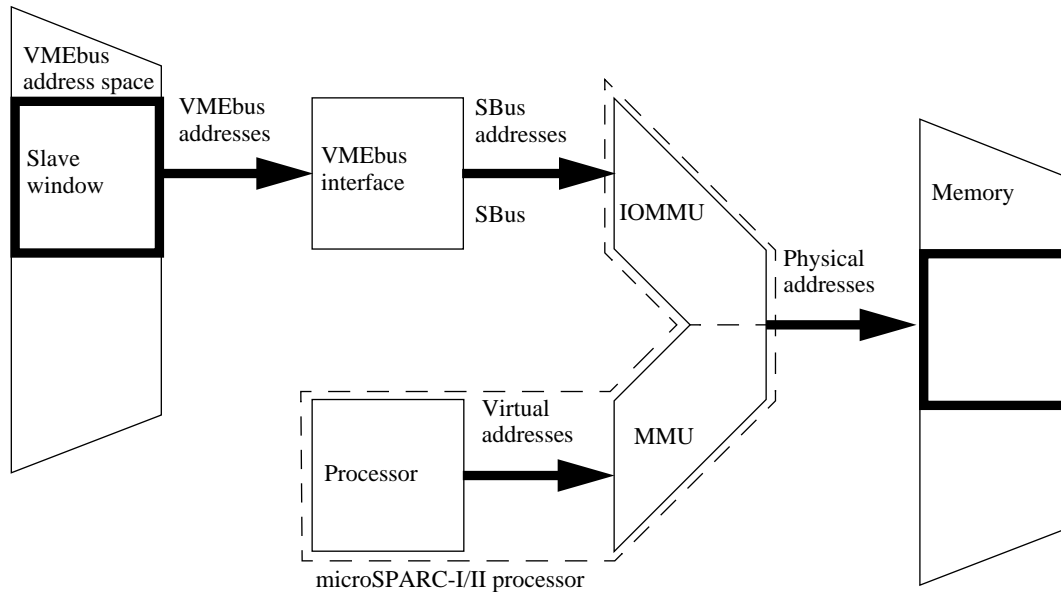 VMEbus
address space
Slave
window
VMEbus
addresses
VMEbus
interface
SBus
addresses
SBus
IOMMU
Physical
addresses
Memory
Processor
Virtual
addresses
MMU
microSPARC-I/II processor